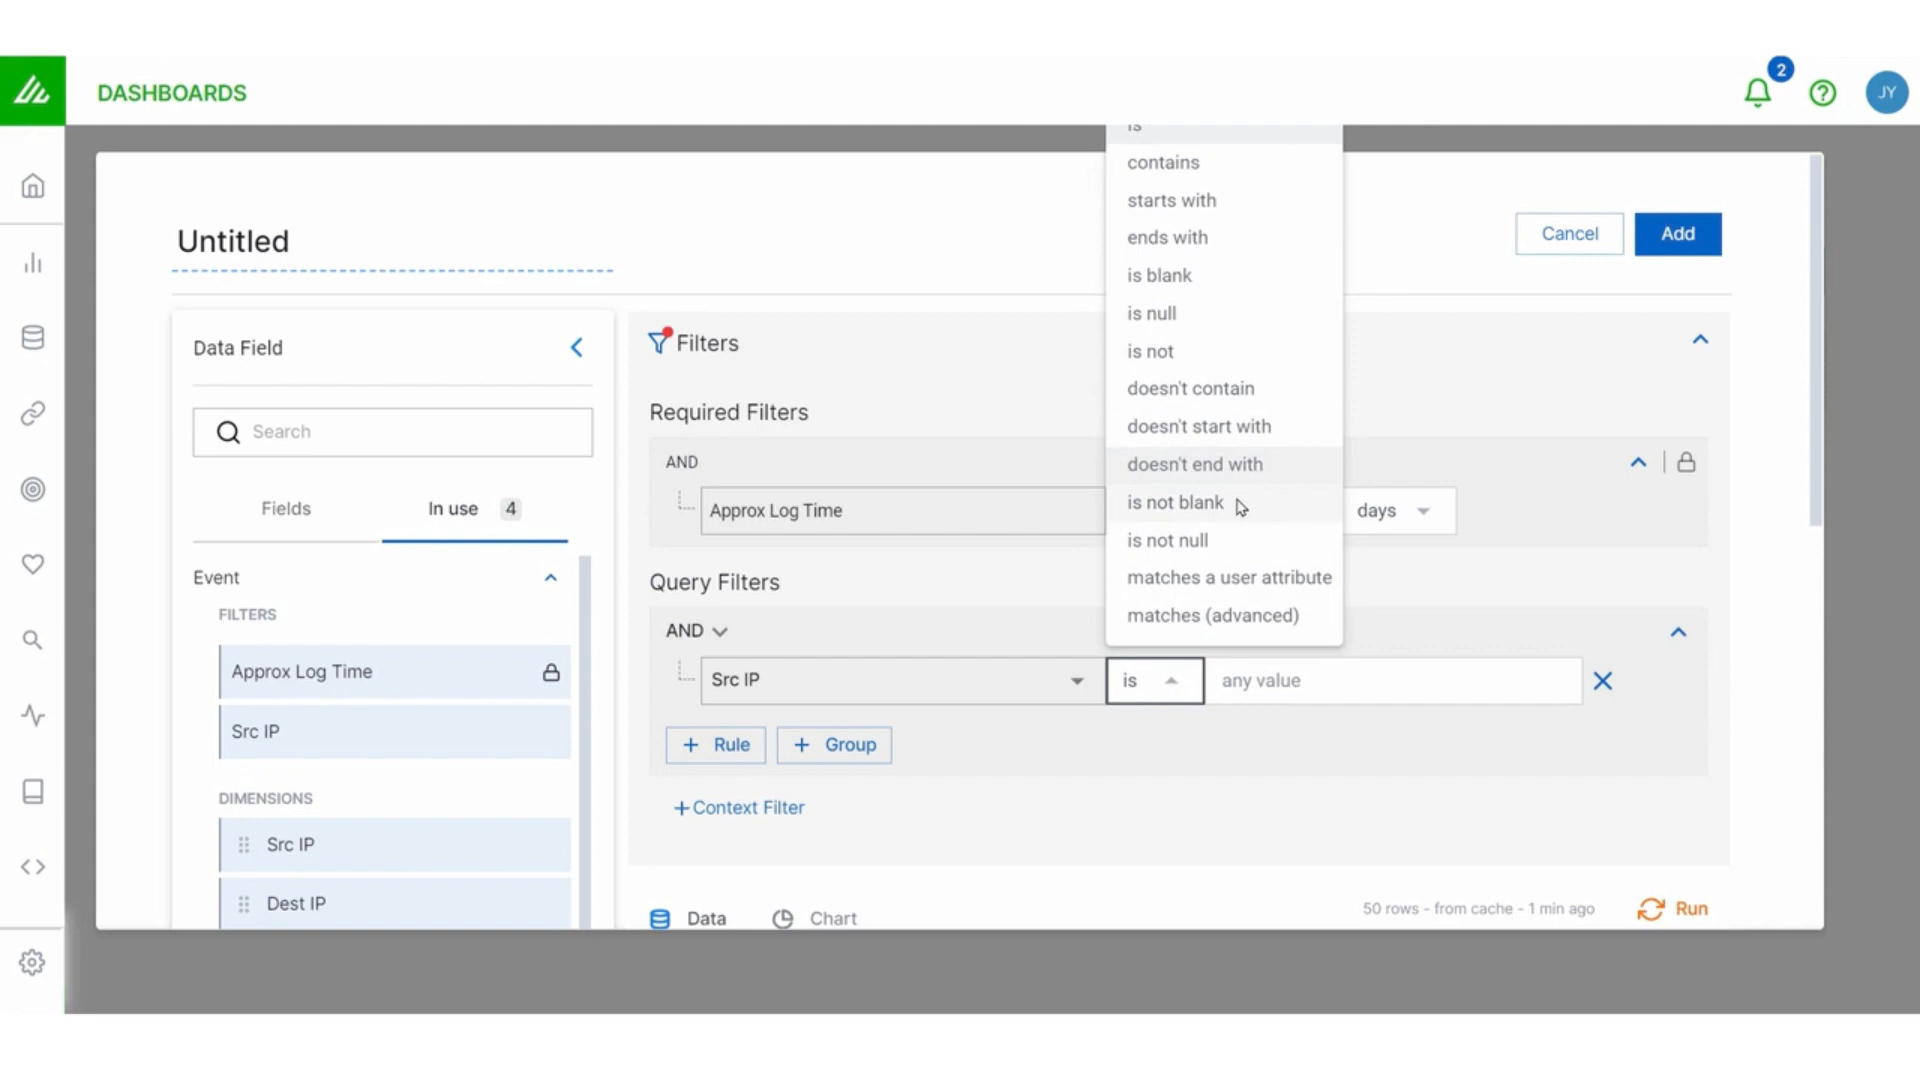 DASHBOARDS
2
JY
Untitled
Cancel
Add
Data Field
Search
Fields
In use 4
Event
FILTERS
Approx Log Time
Src IP
DIMENSIONS
Src IP
Dest IP
Filters
Required Filters
AND
Approx Log Time
days
Query Filters
AND
Src IP
is
any value
+ Rule
+ Group
+Context Filter
is
contains
starts with
ends with
is blank
is null
is not
doesn't contain
doesn't start with
doesn't end with
is not blank
is not null
matches a user attribute
matches (advanced)
Data
Chart
50 rows - from cache - 1 min ago
Run